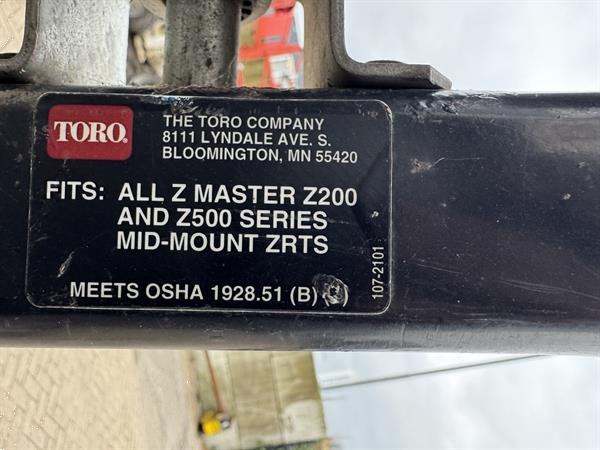 TORO.
THE TORO COMPANY
8111 LYNDALE AVE. S.
BLOOMINGTON, MN 55420
FITS: ALL Z MASTER Z200
AND Z500 SERIES
MID-MOUNT ZRTS
MEETS OSHA 1928.51 (B)
107-2101